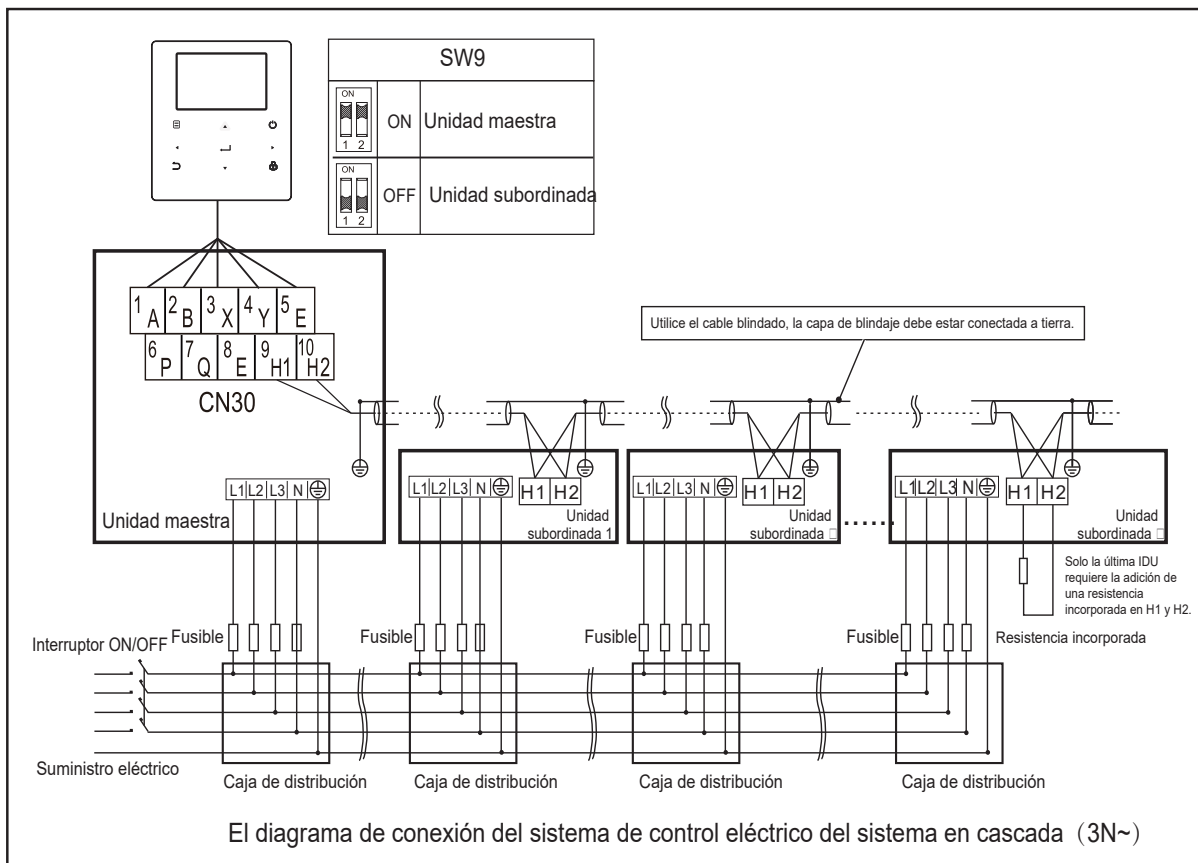 SW9
ON
1 2
ON
Unidad maestra
ON
1 2
OFF
Unidad subordinada
1 A
2 B
3 X
4 Y
5 E
6 P
7 Q
8 E
9 H1
10 H2
CN30
Utilice el cable blindado, la capa de blindaje debe estar conectada a tierra.
L1 L2 L3 N
Unidad maestra
L1 L2 L3 N
H1 H2
Unidad
subordinada 1
L1 L2 L3 N
H1 H2
Unidad
subordinada □
L1 L2 L3 N
H1 H2
Unidad
subordinada □
Solo la última IDU
requiere la adición de
una resistencia
incorporada en H1 y H2.
Interruptor ON/OFF
Fusible
Fusible
Fusible
Fusible
Resistencia incorporada
Suministro eléctrico
Caja de distribución
Caja de distribución
Caja de distribución
Caja de distribución
El diagrama de conexión del sistema de control eléctrico del sistema en cascada（3N~）